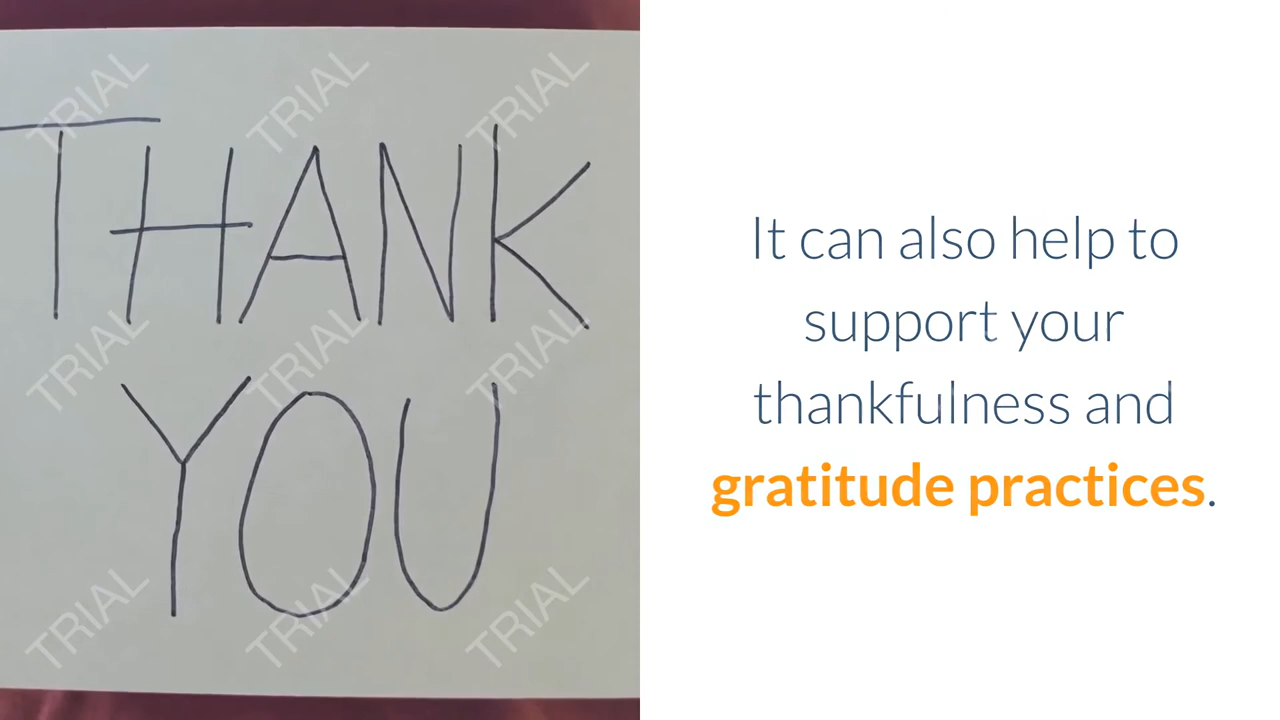 TRIAL TRIAL TRIAL
THANK
TRIAL TRIAL TRIAL
YOU
TRIAL TRIAL TRIAL
It can also help to
support your
thankfulness and
gratitude practices.